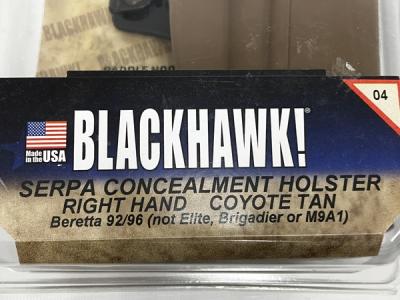 BLACKHAWK!
04
Made
in the USA
BLACKHAWK!®
SERPA CONCEALMENT HOLSTER
RIGHT HAND COYOTE TAN
Beretta 92/96 (not Elite, Brigadier or M9A1)